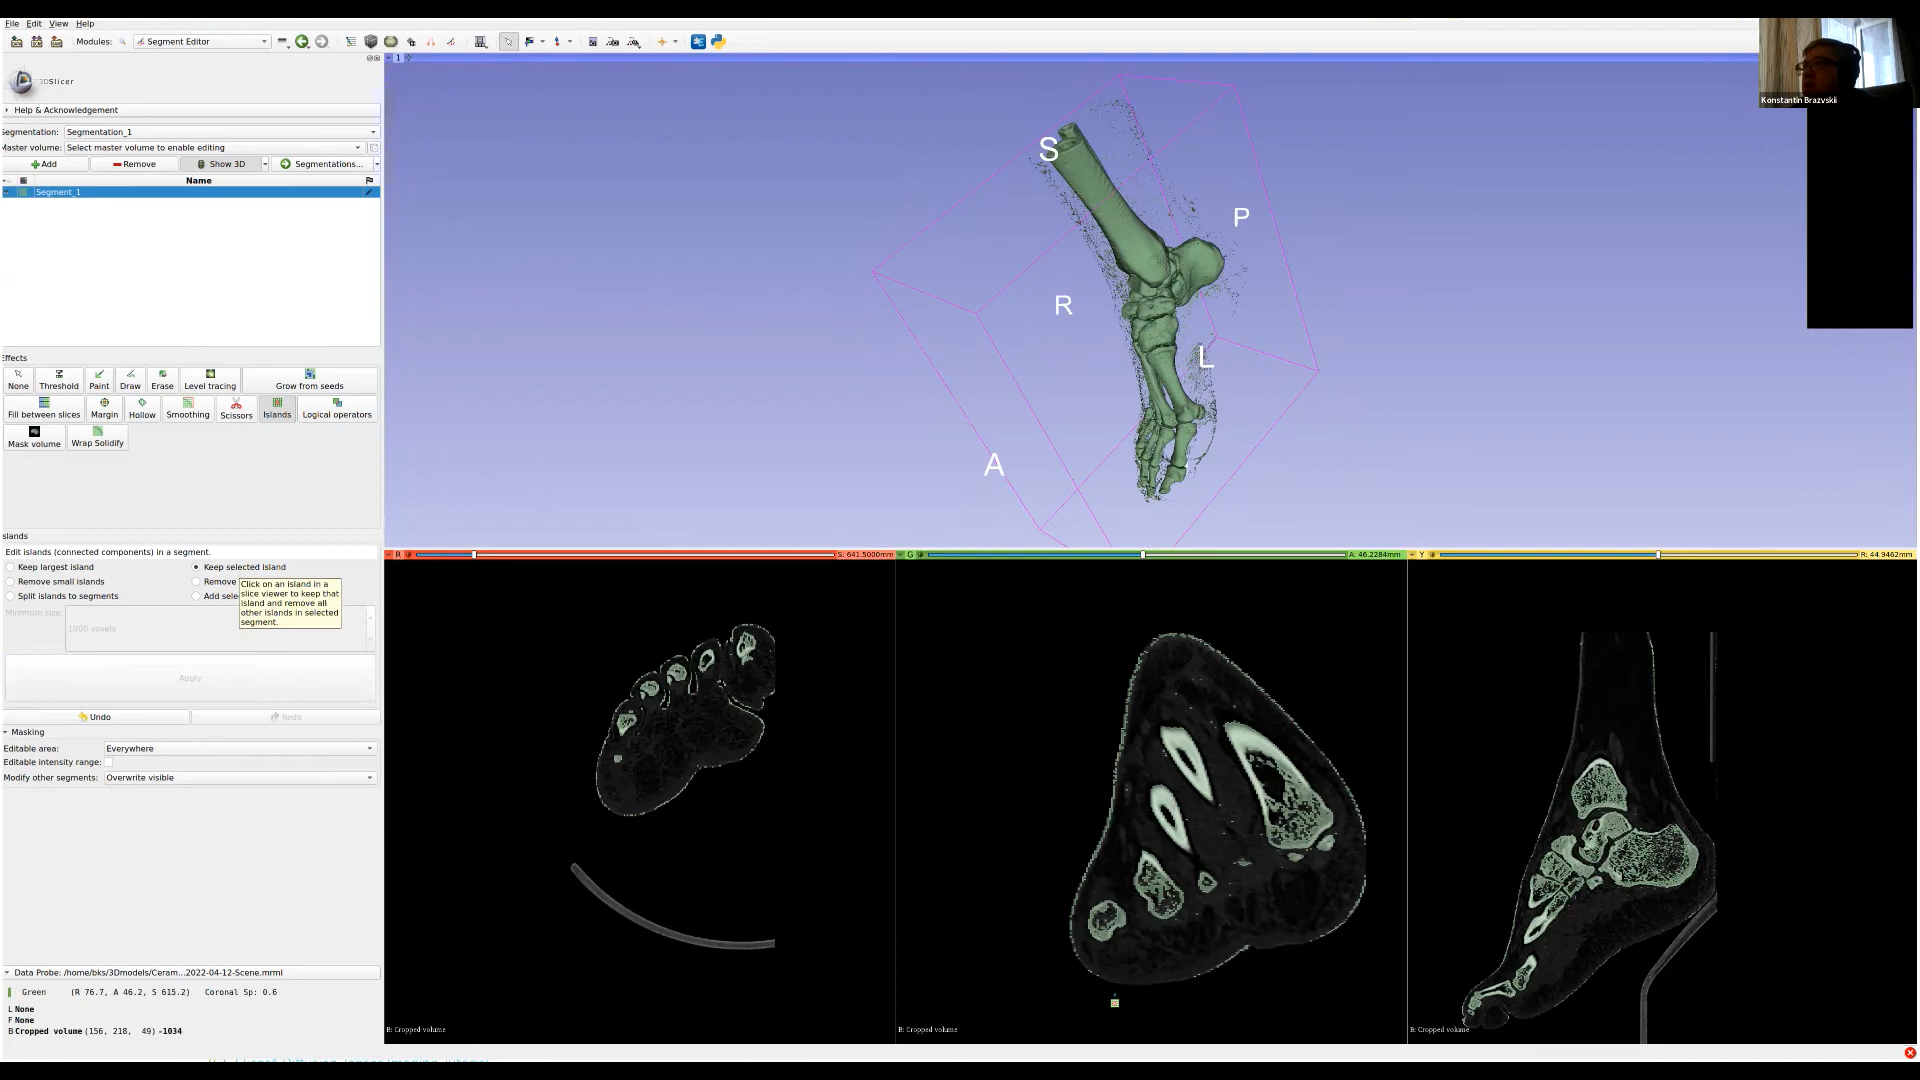 File Edit View Help
Modules: Segment Editor
Konstantin Brazvskii
1
3DSlicer
Help & Acknowledgement
Segmentation: Segmentation_1
Master volume: Select master volume to enable editing
Add Remove Show 3D Segmentations...
Name
Segment_1
S
P
R
L
A
Effects
None Threshold Paint Draw Erase Level tracing Grow from seeds
Fill between slices Margin Hollow Smoothing Scissors Islands Logical operators
Mask volume Wrap Solidify
Islands
Edit islands (connected components) in a segment.
Keep largest island Keep selected island
Remove small islands Remove
Split islands to segments Add sele
Click on an island in a
slice viewer to keep that
island and remove all
other islands in selected
segment.
Minimum size:
1000 voxels
Apply
Undo Redo
Masking
Editable area: Everywhere
Editable intensity range:
Modify other segments: Overwrite visible
R S: 641.5000mm
G A: 46.2284mm
Y R: 44.9462mm
B: Cropped volume
B: Cropped volume
B: Cropped volume
Data Probe: /home/bks/3Dmodels/Ceram...2022-04-12-Scene.mrml
Green (R 76.7, A 46.2, S 615.2) Coronal Sp: 0.6
L None
F None
B Cropped volume (156, 218, 49) -1034